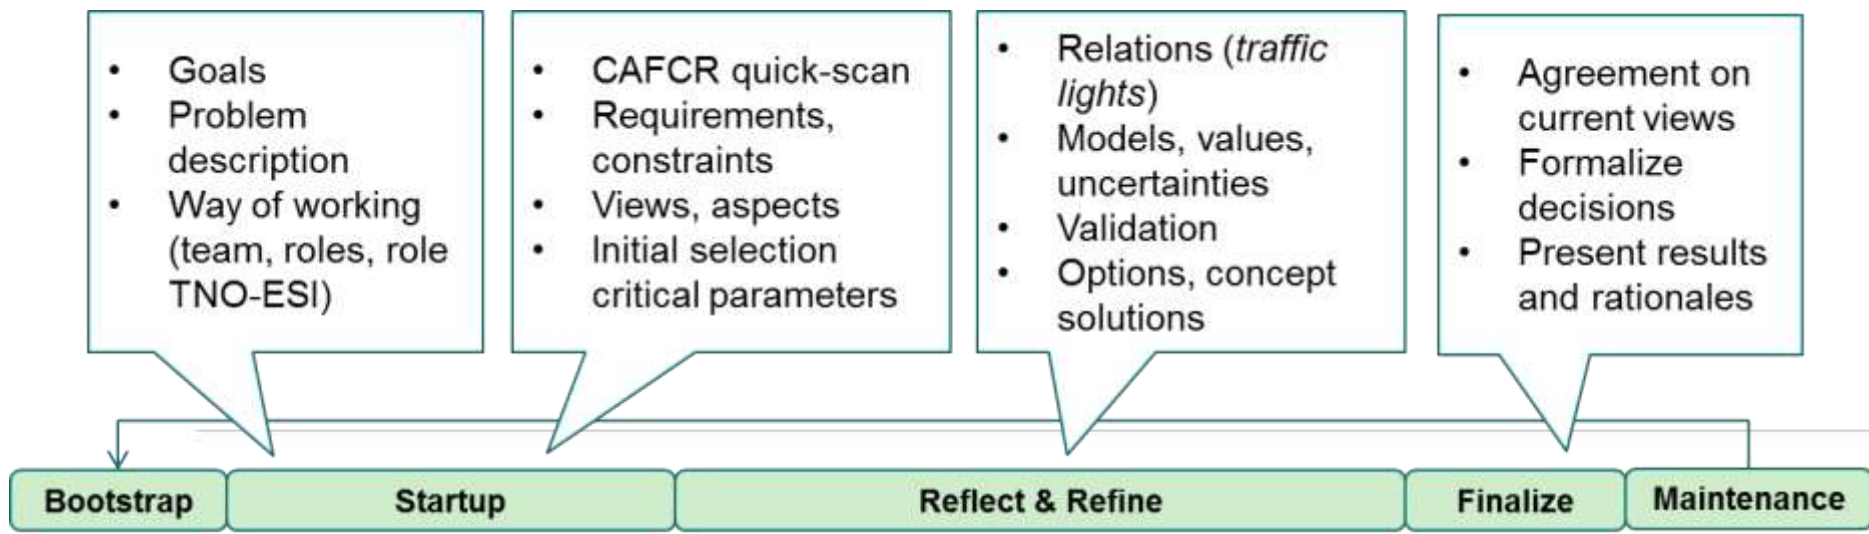 • Goals
• Problem
description
• Way of working
(team, roles, role
TNO-ESI)
• CAFCR quick-scan
• Requirements,
constraints
• Views, aspects
• Initial selection
critical parameters
• Relations (traffic
lights)
• Models, values,
uncertainties
• Validation
• Options, concept
solutions
• Agreement on
current views
• Formalize
decisions
• Present results
and rationales
Bootstrap
Startup
Reflect & Refine
Finalize
Maintenance